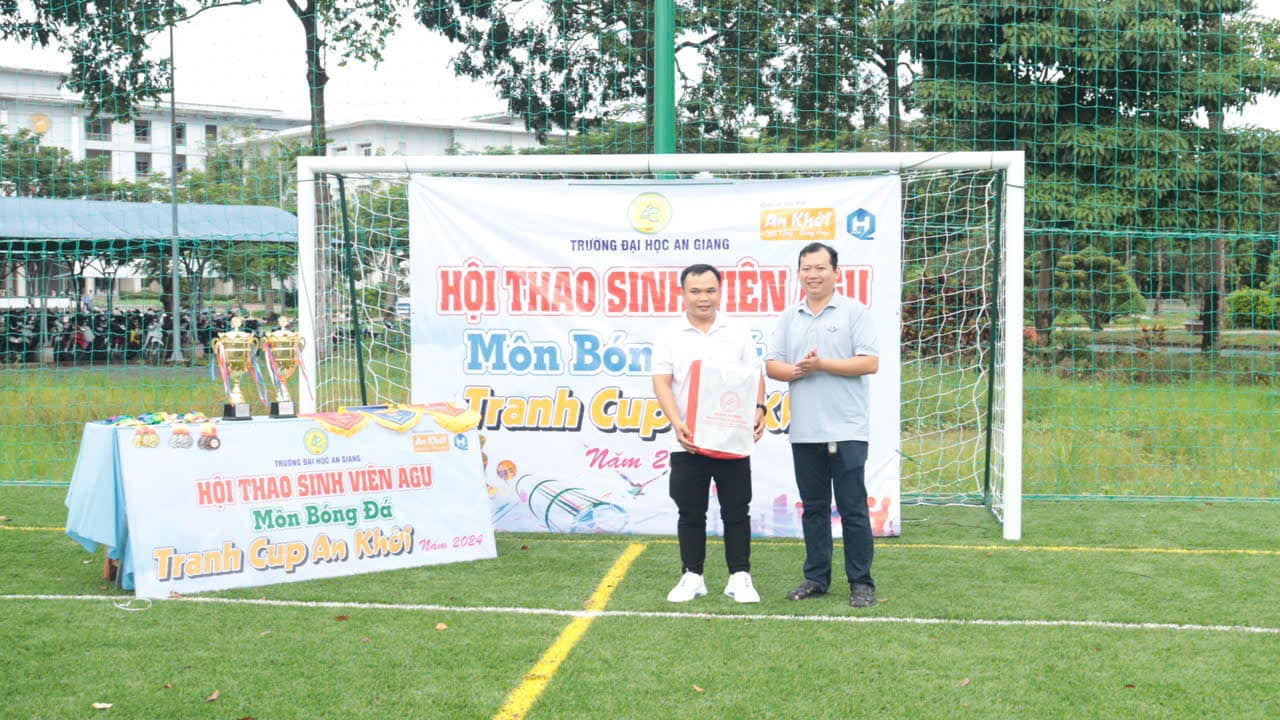 An Khởi
TRƯỜNG ĐẠI HỌC AN GIANG
HỘI THAO SINH VIÊN AGU
Môn Bón
Tranh Cup Kh
Năm 2
An Khởi
TRƯỜNG ĐẠI HỌC AN GIANG
HỘI THAO SINH VIÊN AGU
Môn Bóng Đá
Tranh Cup An Khởi Năm 2024